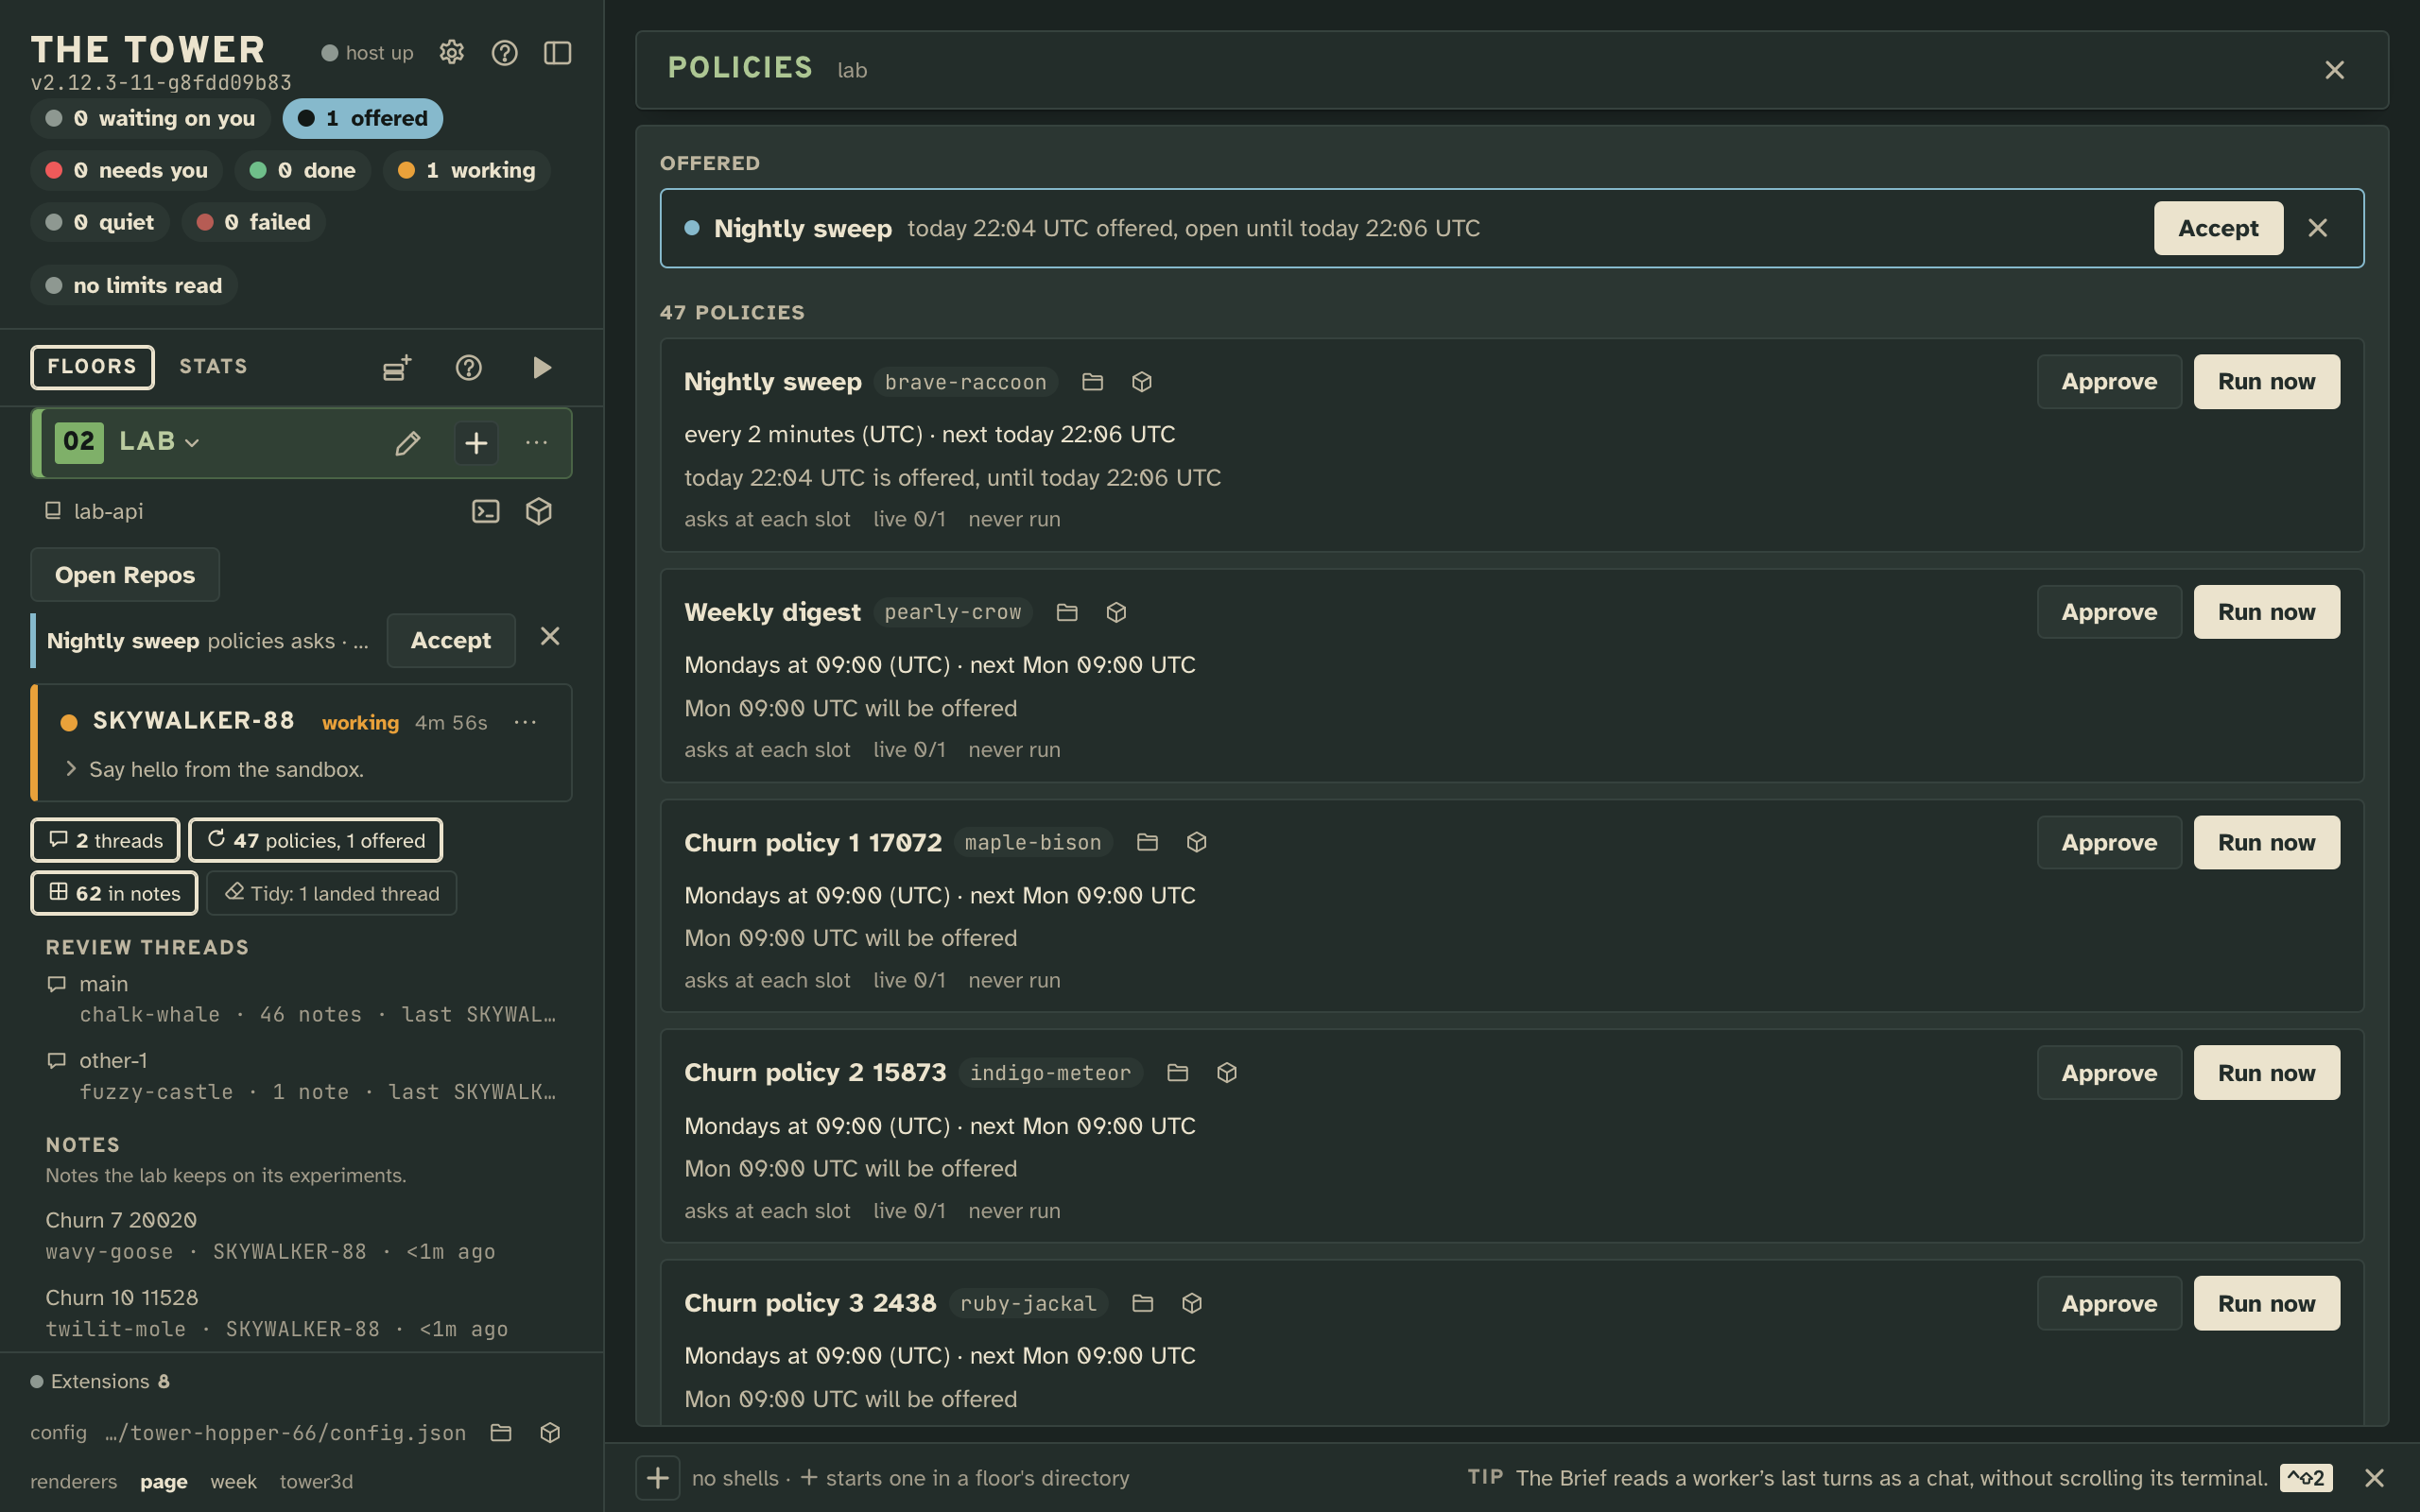 THE TOWER
host up
v2.12.3-11-g8fdd09b83
0 waiting on you
1 offered
0 needs you
0 done
1 working
0 quiet
0 failed
no limits read
FLOORS
STATS
02 LAB
lab-api
Open Repos
Nightly sweep policies asks · …
Accept
SKYWALKER-88 working 4m 56s
Say hello from the sandbox.
2 threads
47 policies, 1 offered
62 in notes
Tidy: 1 landed thread
REVIEW THREADS
main
chalk-whale · 46 notes · last SKYWAL…
other-1
fuzzy-castle · 1 note · last SKYWALK…
NOTES
Notes the lab keeps on its experiments.
Churn 7 20020
wavy-goose · SKYWALKER-88 · <1m ago
Churn 10 11528
twilit-mole · SKYWALKER-88 · <1m ago
Extensions 8
config …/tower-hopper-66/config.json
renderers page week tower3d
POLICIES lab
OFFERED
Nightly sweep today 22:04 UTC offered, open until today 22:06 UTC
Accept
47 POLICIES
Nightly sweep brave-raccoon
Approve
Run now
every 2 minutes (UTC) · next today 22:06 UTC
today 22:04 UTC is offered, until today 22:06 UTC
asks at each slot live 0/1 never run
Weekly digest pearly-crow
Approve
Run now
Mondays at 09:00 (UTC) · next Mon 09:00 UTC
Mon 09:00 UTC will be offered
asks at each slot live 0/1 never run
Churn policy 1 17072 maple-bison
Approve
Run now
Mondays at 09:00 (UTC) · next Mon 09:00 UTC
Mon 09:00 UTC will be offered
asks at each slot live 0/1 never run
Churn policy 2 15873 indigo-meteor
Approve
Run now
Mondays at 09:00 (UTC) · next Mon 09:00 UTC
Mon 09:00 UTC will be offered
asks at each slot live 0/1 never run
Churn policy 3 2438 ruby-jackal
Approve
Run now
Mondays at 09:00 (UTC) · next Mon 09:00 UTC
Mon 09:00 UTC will be offered
no shells · + starts one in a floor's directory
TIP The Brief reads a worker’s last turns as a chat, without scrolling its terminal. ^⇧2